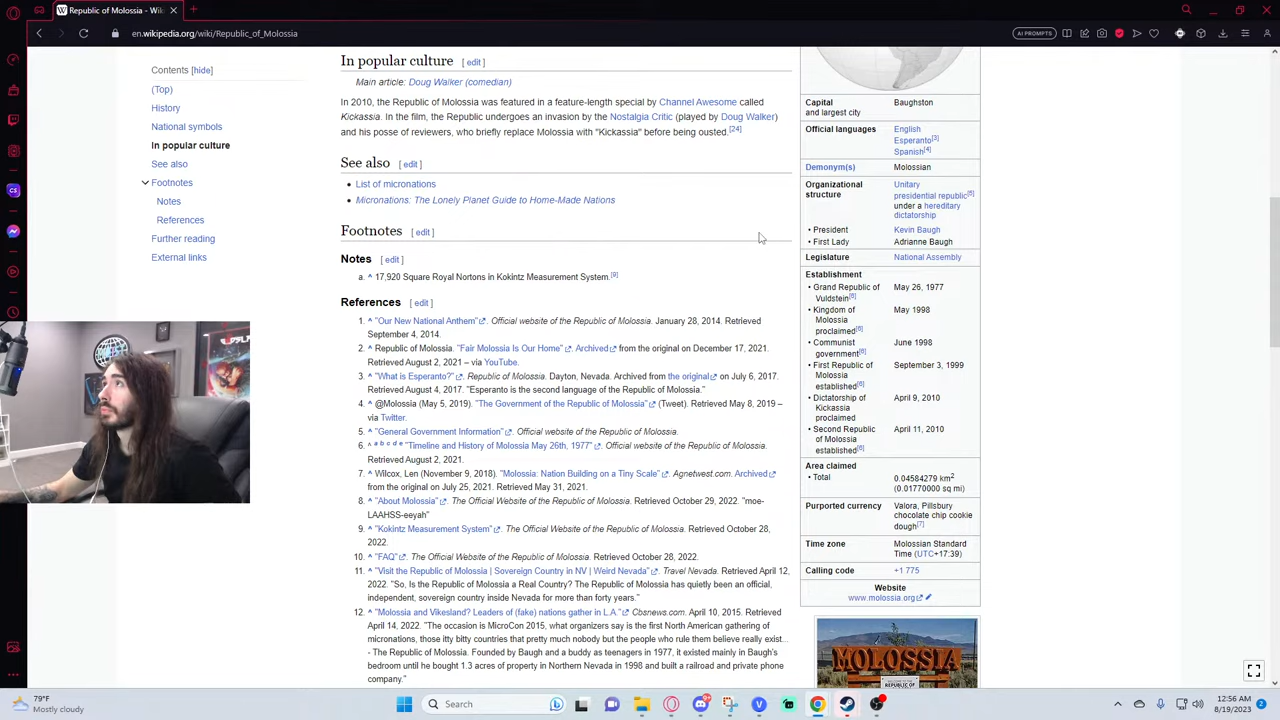 Republic of Molossia - Wikipedia
en.wikipedia.org/wiki/Republic_of_Molossia
AI PROMPTS
Contents [hide]
(Top)
History
National symbols
In popular culture
See also
Footnotes
Notes
References
Further reading
External links
In popular culture [ edit ]
Main article: Doug Walker (comedian)
In 2010, the Republic of Molossia was featured in a feature-length special by Channel Awesome called
Kickassia. In the film, the Republic undergoes an invasion by the Nostalgia Critic (played by Doug Walker)
and his posse of reviewers, who briefly replace Molossia with "Kickassia" before being ousted.[24]
See also [ edit ]
• List of micronations
• Micronations: The Lonely Planet Guide to Home-Made Nations
Footnotes [ edit ]
Notes [ edit ]
a. ^ 17,920 Square Royal Nortons in Kokintz Measurement System.[9]
References [ edit ]
1. ^ "Our New National Anthem". Official website of the Republic of Molossia. January 28, 2014. Retrieved
September 4, 2014.
2. ^ Republic of Molossia. "Fair Molossia Is Our Home". Archived from the original on December 17, 2021.
Retrieved August 2, 2021 – via YouTube.
3. ^ "What is Esperanto?". Republic of Molossia. Dayton, Nevada. Archived from the original on July 6, 2017.
Retrieved August 4, 2017. "Esperanto is the second language of the Republic of Molossia."
4. ^ @Molossia (May 5, 2019). "The Government of the Republic of Molossia" (Tweet). Retrieved May 8, 2019 –
via Twitter.
5. ^ "General Government Information". Official website of the Republic of Molossia.
6. ^ a b c d e "Timeline and History of Molossia May 26th, 1977". Official website of the Republic of Molossia.
Retrieved August 2, 2021.
7. ^ Wilcox, Len (November 9, 2018). "Molossia: Nation Building on a Tiny Scale". Agnetwest.com. Archived
from the original on July 25, 2021. Retrieved May 31, 2021.
8. ^ "About Molossia". The Official Website of the Republic of Molossia. Retrieved October 29, 2022. "moe-
LAAHSS-eeyah"
9. ^ "Kokintz Measurement System". The Official Website of the Republic of Molossia. Retrieved October 28,
2022.
10. ^ "FAQ". The Official Website of the Republic of Molossia. Retrieved October 28, 2022.
11. ^ "Visit the Republic of Molossia | Sovereign Country in NV | Weird Nevada". Travel Nevada. Retrieved April 12,
2022. "So, Is the Republic of Molossia a Real Country? The Republic of Molossia has quietly been an official,
independent, sovereign country inside Nevada for more than forty years."
12. ^ "Molossia and Vikesland? Leaders of (fake) nations gather in L.A." Cbsnews.com. April 10, 2015. Retrieved
April 14, 2022. "The occasion is MicroCon 2015, what organizers say is the first North American gathering of
micronations, those itty bitty countries that pretty much nobody but the people who rule them believe really exist...
- The Republic of Molossia. Founded by Baugh and a buddy as teenagers in 1977, it existed mainly in Baugh's
bedroom until he bought 1.3 acres of property in Northern Nevada in 1998 and built a railroad and private phone
company."
Capital Baughston
and largest city
Official languages English
Esperanto[3]
Spanish[4]
Demonym(s) Molossian
Organizational Unitary
structure presidential republic[5]
under a hereditary
dictatorship
• President Kevin Baugh
• First Lady Adrianne Baugh
Legislature National Assembly
Establishment
• Grand Republic of May 26, 1977
Vuldstein[6]
• Kingdom of May 1998
Molossia
proclaimed[6]
• Communist June 1998
government[6]
• First Republic of September 3, 1999
Molossia
established[6]
• Dictatorship of April 9, 2010
Kickassia
proclaimed
• Second Republic April 11, 2010
of Molossia
established[6]
Area claimed
• Total 0.04584279 km2
(0.01770000 sq mi)
Purported currency Valora, Pillsbury
chocolate chip cookie
dough[7]
Time zone Molossian Standard
Time (UTC+17:39)
Calling code +1 775
Website
www.molossia.org
MOLOSSIA
WELCOME TO THE
REPUBLIC OF
79°F
Mostly cloudy
Search
12:56 AM
8/19/2023